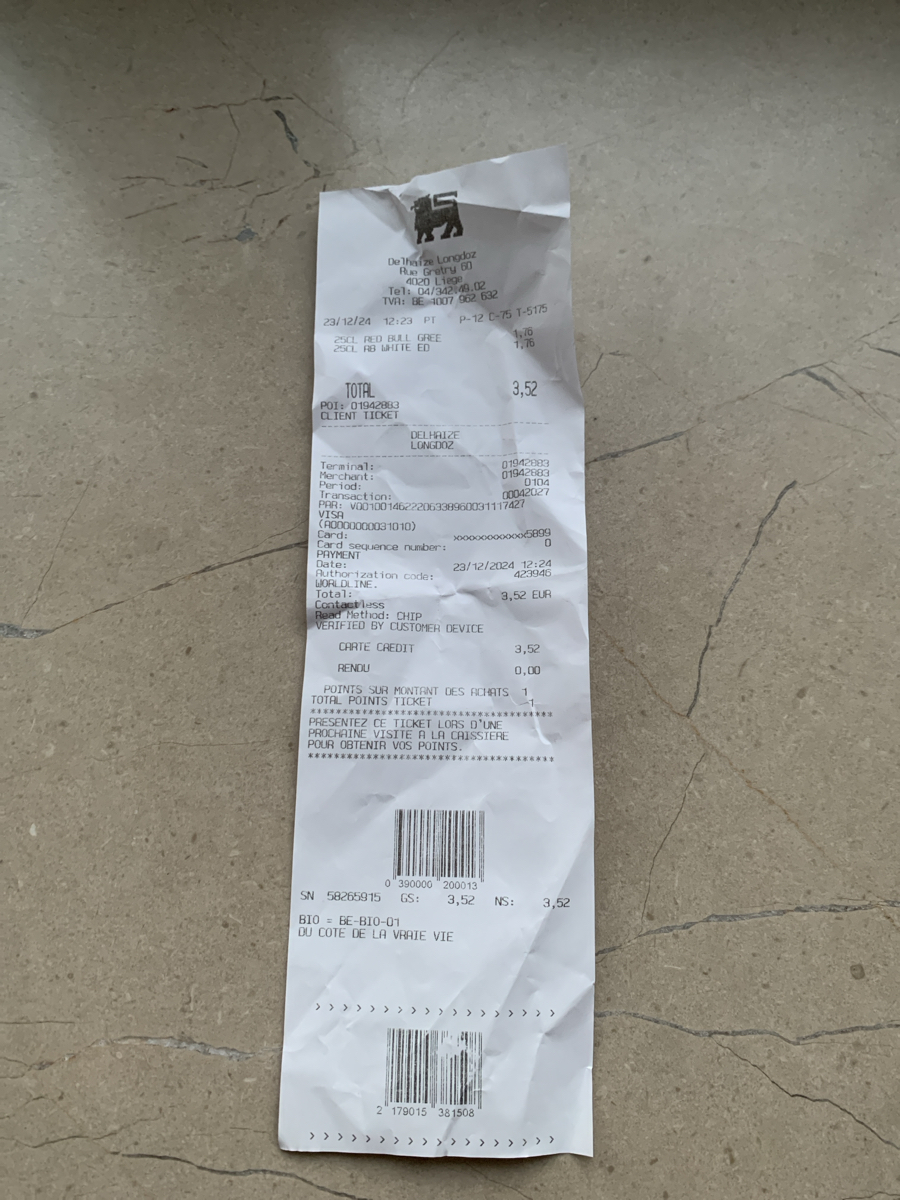 Delhaize Longdoz
Rue Gretry 60
4020 Liege
Tel: 04/342.49.02
TVA: BE 1007 962 632
23/12/24 12:23 PT P-12 C-75 T-5175
25CL RED BULL GREE 1,76
25CL RB WHITE ED 1,76
TOTAL 3,52
POI: 01942883
CLIENT TICKET
DELHAIZE
LONGDOZ
Terminal: 01942883
Merchant: 01942883
Period: 0104
Transaction: 00042027
PAR: V0010014622206338960031117427
VISA
(A0000000031010)
Card: xxxxxxxxxxxx5899
Card sequence number: 0
PAYMENT
Date: 23/12/2024 12:24
Authorization code: 423946
WORLDLINE.
Total: 3,52 EUR
Contactless
Read Method: CHIP
VERIFIED BY CUSTOMER DEVICE
CARTE CREDIT 3,52
RENDU 0,00
POINTS SUR MONTANT DES ACHATS 1
TOTAL POINTS TICKET 1
************************************
PRESENTEZ CE TICKET LORS D'UNE
PROCHAINE VISITE A LA CAISSIERE
POUR OBTENIR VOS POINTS.
************************************
0 390000 200013
SN 58265915 GS: 3,52 NS: 3,52
BIO = BE-BIO-01
DU COTE DE LA VRAIE VIE
> > > > > > > > > > > > > > > >
2 179015 381508
> > > > > > > > > > > > > > > >